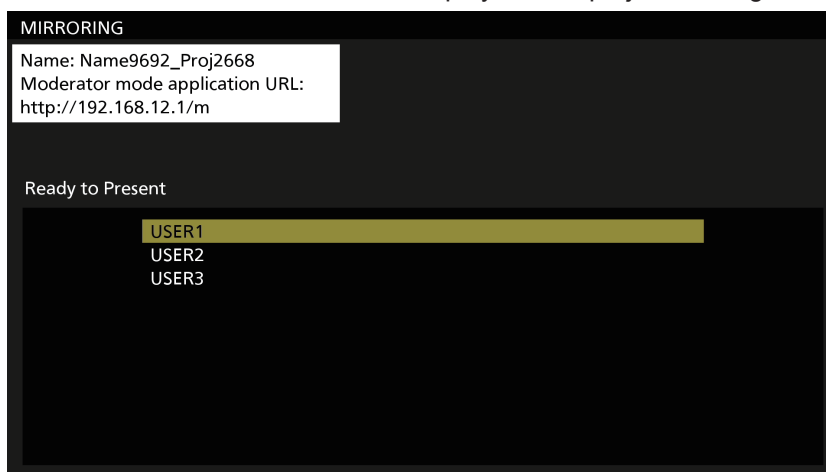 MIRRORING
Name: Name9692_Proj2668
Moderator mode application URL:
http://192.168.12.1/m
Ready to Present
USER1
USER2
USER3